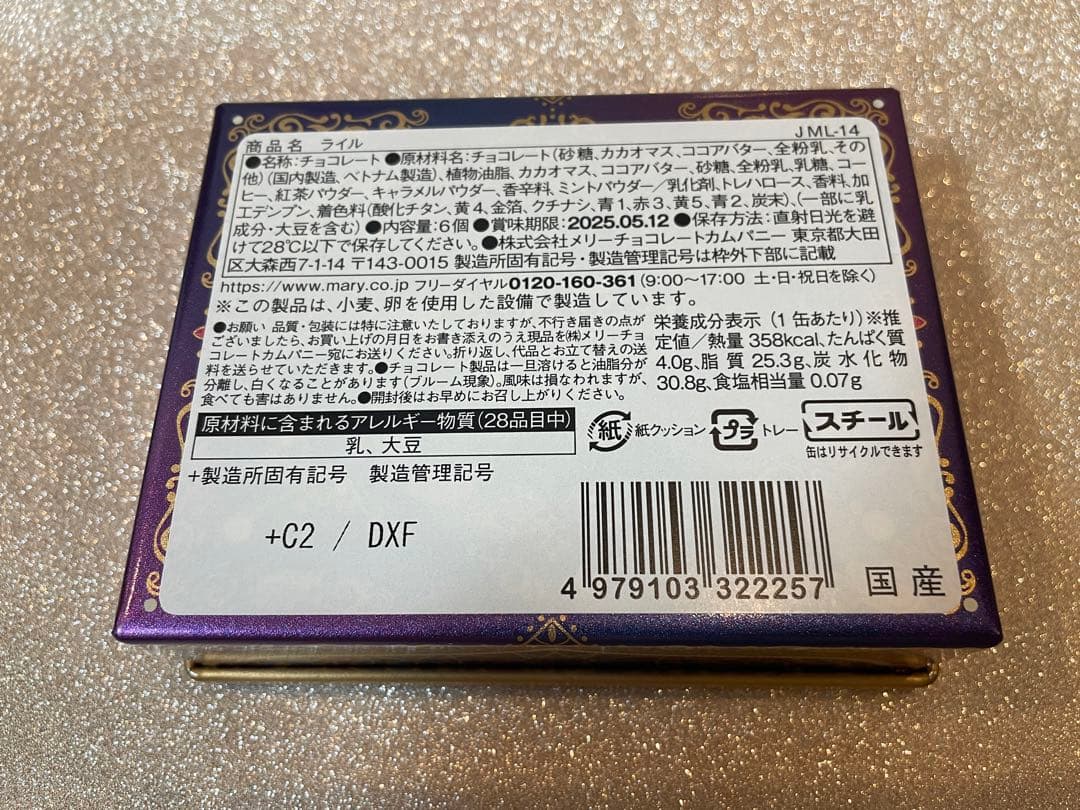 商品名 ライル
JML-14
●名称:チョコレート ●原材料名:チョコレート(砂糖、カカオマス、ココアバター、全粉乳、その
他)(国内製造、ベトナム製造)、植物油脂、カカオマス、ココアバター、砂糖、全粉乳、乳糖、コー
ヒー、紅茶パウダー、キャラメルパウダー、香辛料、ミントパウダー/乳化剤、トレハロース、香料、加
工デンプン、着色料(酸化チタン、黄4、金箔、クチナシ、青1、赤3、黄5、青2、炭末)、(一部に乳
成分・大豆を含む) ●内容量:6個 ●賞味期限:2025.05.12 ●保存方法:直射日光を避
けて28℃以下で保存してください。●株式会社メリーチョコレートカムパニー 東京都大田
区大森西7-1-14 〒143-0015 製造所固有記号・製造管理記号は枠外下部に記載
https://www.mary.co.jp フリーダイヤル0120-160-361(9:00~17:00 土・日・祝日を除く)
※この製品は、小麦、卵を使用した設備で製造しています。
●お願い 品質・包装には特に注意いたしておりますが、不行き届きの点が
ございましたら、お買い上げの月日をお書き添えのうえ現品を㈱メリーチョ
コレートカムパニー宛にお送りください。折り返し、代品とお立て替えの送
料を送らせていただきます。●チョコレート製品は一旦溶けると油脂分が
分離し、白くなることがあります(ブルーム現象)。風味は損なわれますが、
食べても害はありません。●開封後はお早めにお召し上がりください。
栄養成分表示(1缶あたり)※推
定値/熱量 358kcal、たんぱく質
4.0g、脂質 25.3g、炭水化物
30.8g、食塩相当量 0.07g
原材料に含まれるアレルギー物質(28品目中)
乳、大豆
紙 紙クッション プラ トレー スチール
缶はリサイクルできます
+製造所固有記号 製造管理記号
+C2 / DXF
4 979103 322257
国産